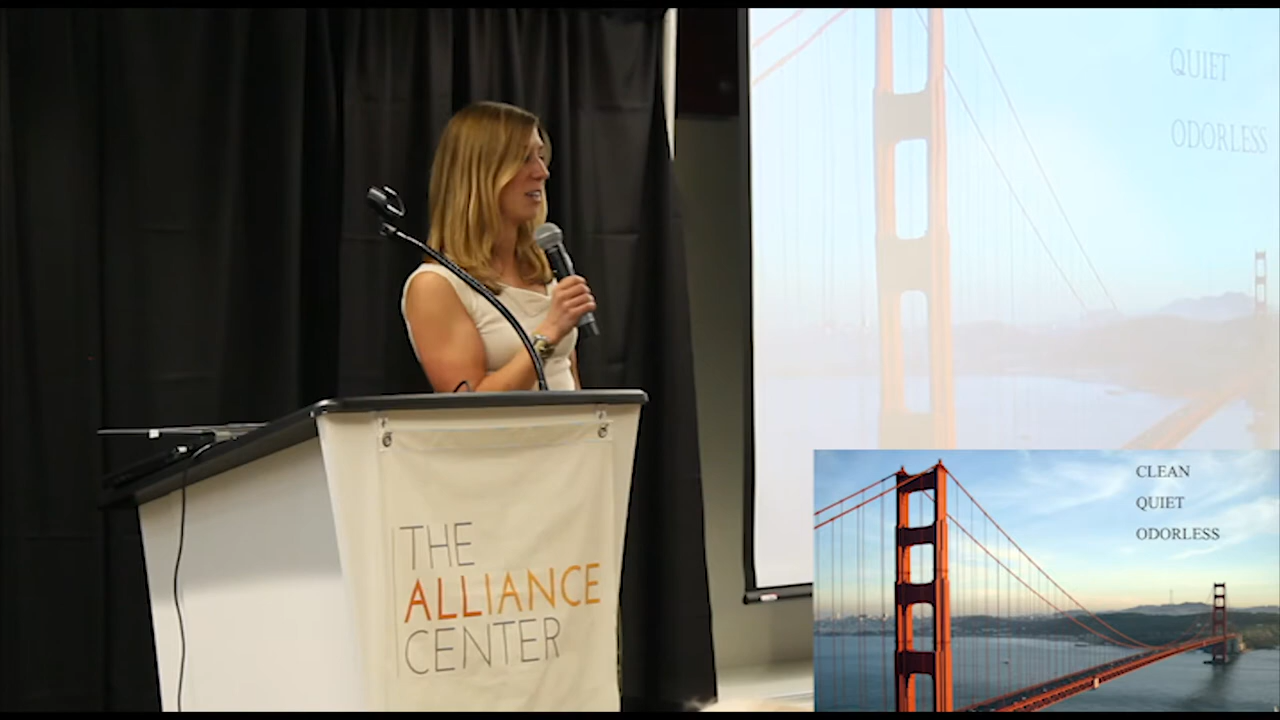 QUIET
ODORLESS
THE
ALLIANCE
CENTER
CLEAN
QUIET
ODORLESS